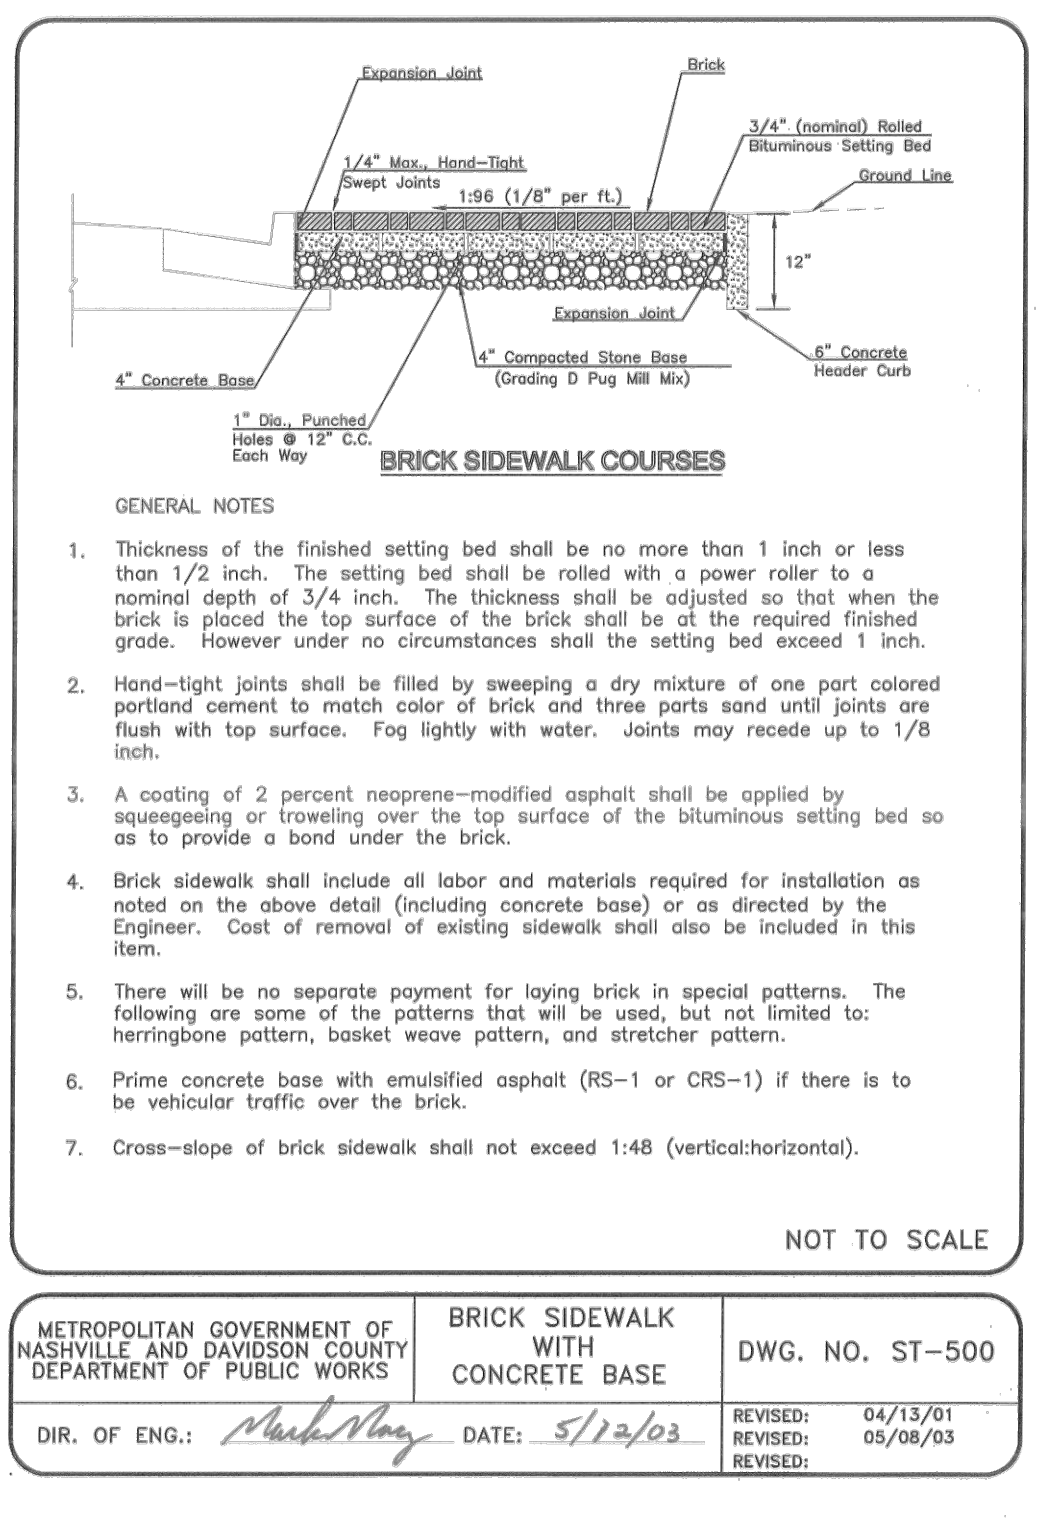 Expansion Joint
Brick
3/4" (nominal) Rolled
Bituminous Setting Bed
1/4" Max., Hand-Tight
Swept Joints
Ground Line
1:96 (1/8" per ft.)
12"
Expansion Joint
4" Compacted Stone Base
(Grading D Pug Mill Mix)
6" Concrete
Header Curb
4" Concrete Base
1" Dia., Punched
Holes @ 12" C.C.
Each Way
BRICK SIDEWALK COURSES
GENERAL NOTES
1. Thickness of the finished setting bed shall be no more than 1 inch or less
than 1/2 inch. The setting bed shall be rolled with a power roller to a
nominal depth of 3/4 inch. The thickness shall be adjusted so that when the
brick is placed the top surface of the brick shall be at the required finished
grade. However under no circumstances shall the setting bed exceed 1 inch.
2. Hand-tight joints shall be filled by sweeping a dry mixture of one part colored
portland cement to match color of brick and three parts sand until joints are
flush with top surface. Fog lightly with water. Joints may recede up to 1/8
inch.
3. A coating of 2 percent neoprene-modified asphalt shall be applied by
squeegeeing or troweling over the top surface of the bituminous setting bed so
as to provide a bond under the brick.
4. Brick sidewalk shall include all labor and materials required for installation as
noted on the above detail (including concrete base) or as directed by the
Engineer. Cost of removal of existing sidewalk shall also be included in this
item.
5. There will be no separate payment for laying brick in special patterns. The
following are some of the patterns that will be used, but not limited to:
herringbone pattern, basket weave pattern, and stretcher pattern.
6. Prime concrete base with emulsified asphalt (RS-1 or CRS-1) if there is to
be vehicular traffic over the brick.
7. Cross-slope of brick sidewalk shall not exceed 1:48 (vertical:horizontal).
NOT TO SCALE
METROPOLITAN GOVERNMENT OF
NASHVILLE AND DAVIDSON COUNTY
DEPARTMENT OF PUBLIC WORKS
BRICK SIDEWALK
WITH
CONCRETE BASE
DWG. NO. ST-500
DIR. OF ENG.: Mark Macy DATE: 5/12/03
REVISED: 04/13/01
REVISED: 05/08/03
REVISED: